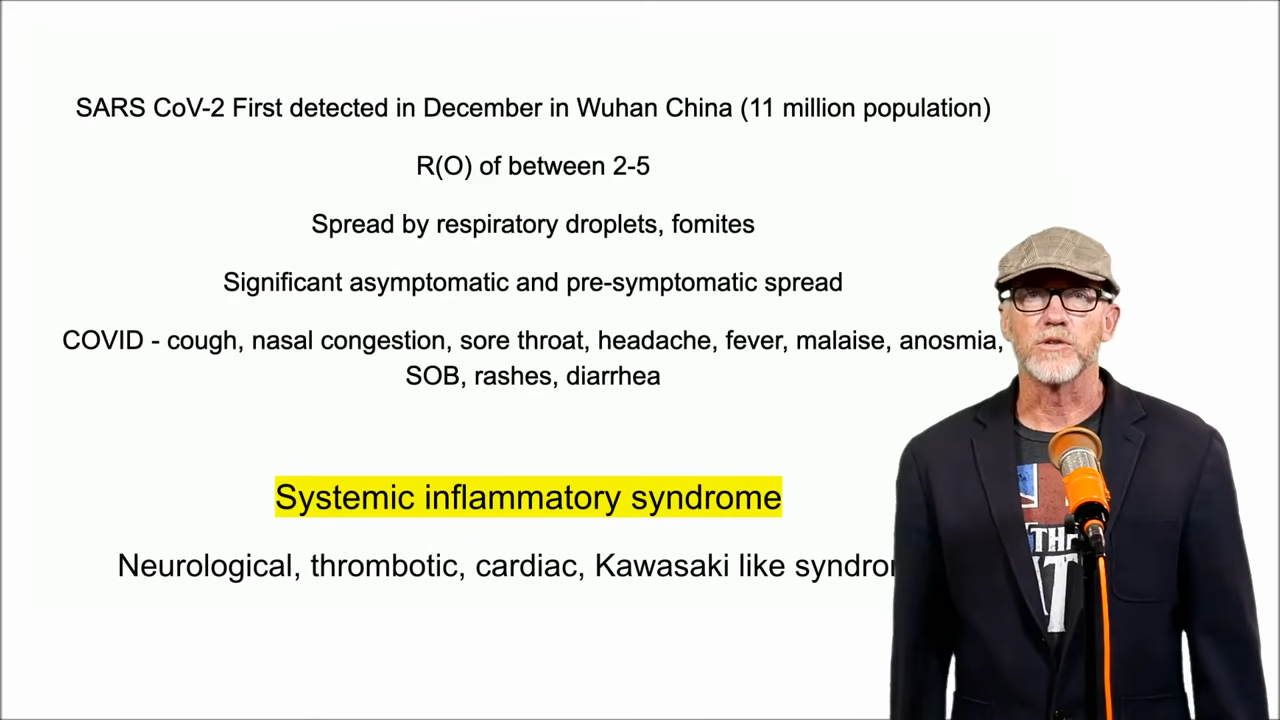 SARS CoV-2 First detected in December in Wuhan China (11 million population)
R(O) of between 2-5
Spread by respiratory droplets, fomites
Significant asymptomatic and pre-symptomatic spread
COVID - cough, nasal congestion, sore throat, headache, fever, malaise, anosmia,
SOB, rashes, diarrhea
Systemic inflammatory syndrome
Neurological, thrombotic, cardiac, Kawasaki like